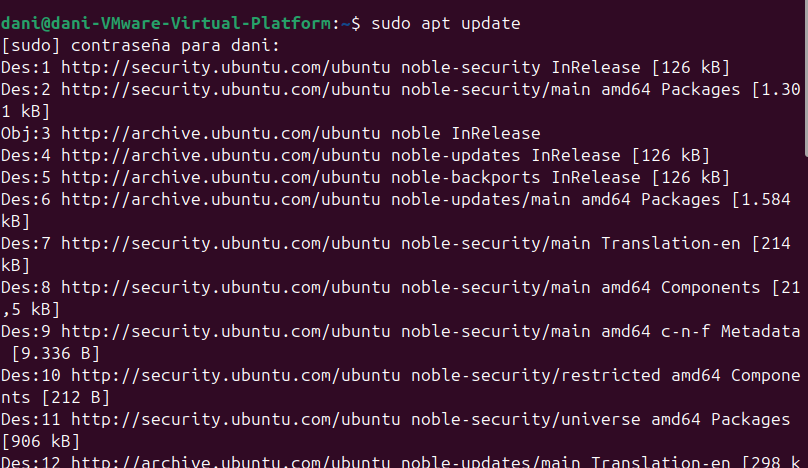 dani@dani-VMware-Virtual-Platform:~$ sudo apt update
[sudo] contraseña para dani:
Des:1 http://security.ubuntu.com/ubuntu noble-security InRelease [126 kB]
Des:2 http://security.ubuntu.com/ubuntu noble-security/main amd64 Packages [1.30
1 kB]
Obj:3 http://archive.ubuntu.com/ubuntu noble InRelease
Des:4 http://archive.ubuntu.com/ubuntu noble-updates InRelease [126 kB]
Des:5 http://archive.ubuntu.com/ubuntu noble-backports InRelease [126 kB]
Des:6 http://archive.ubuntu.com/ubuntu noble-updates/main amd64 Packages [1.584
kB]
Des:7 http://security.ubuntu.com/ubuntu noble-security/main Translation-en [214
kB]
Des:8 http://security.ubuntu.com/ubuntu noble-security/main amd64 Components [21
,5 kB]
Des:9 http://security.ubuntu.com/ubuntu noble-security/main amd64 c-n-f Metadata
 [9.336 B]
Des:10 http://security.ubuntu.com/ubuntu noble-security/restricted amd64 Compone
nts [212 B]
Des:11 http://security.ubuntu.com/ubuntu noble-security/universe amd64 Packages
[906 kB]
Des:12 http://archive.ubuntu.com/ubuntu noble-updates/main Translation-en [298 k